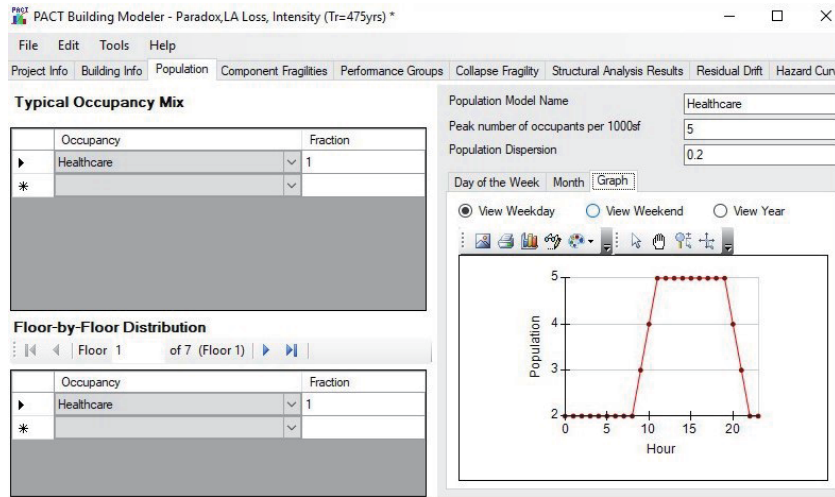 PACT PACT Building Modeler - Paradox,LA Loss, Intensity (Tr=475yrs) *
File Edit Tools Help
Project Info Building Info Population Component Fragilities Performance Groups Collapse Fragility Structural Analysis Results Residual Drift Hazard Cur
Typical Occupancy Mix
Occupancy Fraction
Healthcare 1
Floor-by-Floor Distribution
Floor 1 of 7 (Floor 1)
Occupancy Fraction
Healthcare 1
Population Model Name Healthcare
Peak number of occupants per 1000sf 5
Population Dispersion 0.2
Day of the Week Month Graph
View Weekday View Weekend View Year
5
4
3
2
Population
0 5 10 15 20
Hour